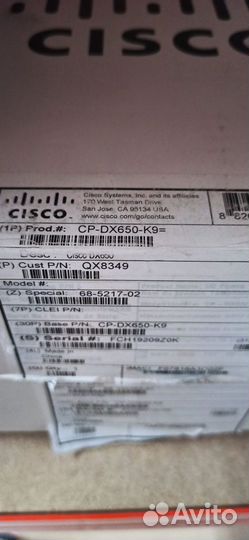 CISCO
CISCO
Cisco Systems, Inc. and its affiliates
170 West Tasman Drive
San Jose, CA 95134 USA
www.cisco.com/go/contacts
(1P) Prod.#: CP-DX650-K9=
Desc: Cisco DX650
(P) Cust P/N: QX8349
Model #:
(Z) Special: 68-5217-02
(7P) CLEI P/N:
(30P) Base P/N: CP-DX650-K9
(S) Serial #: FCH19209Z0K
Made in
Avito